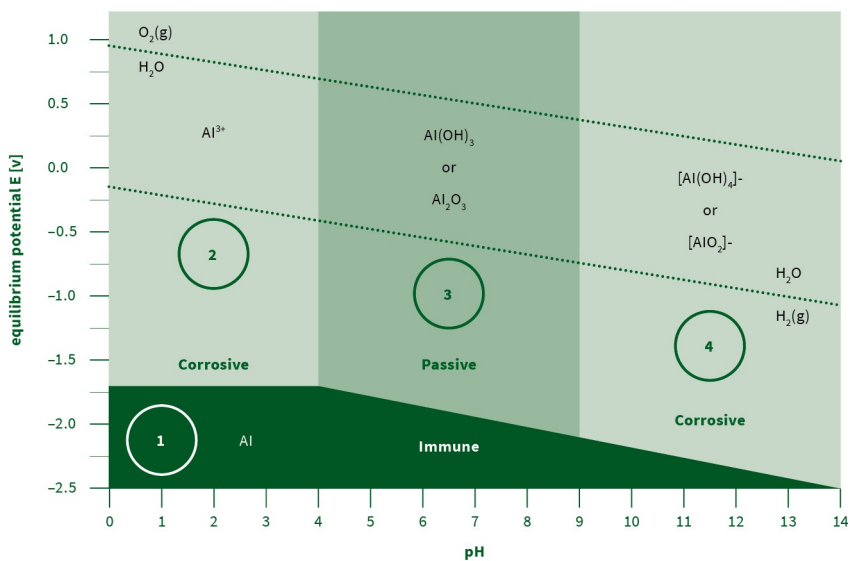 equilibrium potential E [v]
1.0
0.5
0.0
−0.5
−1.0
−1.5
−2.0
−2.5
O₂(g)
H₂O
Al³⁺
Al(OH)₃
or
Al₂O₃
[Al(OH)₄]-
or
[AlO₂]-
H₂O
H₂(g)
2
3
4
Corrosive
Passive
Corrosive
1
Al
Immune
0 1 2 3 4 5 6 7 8 9 10 11 12 13 14
pH